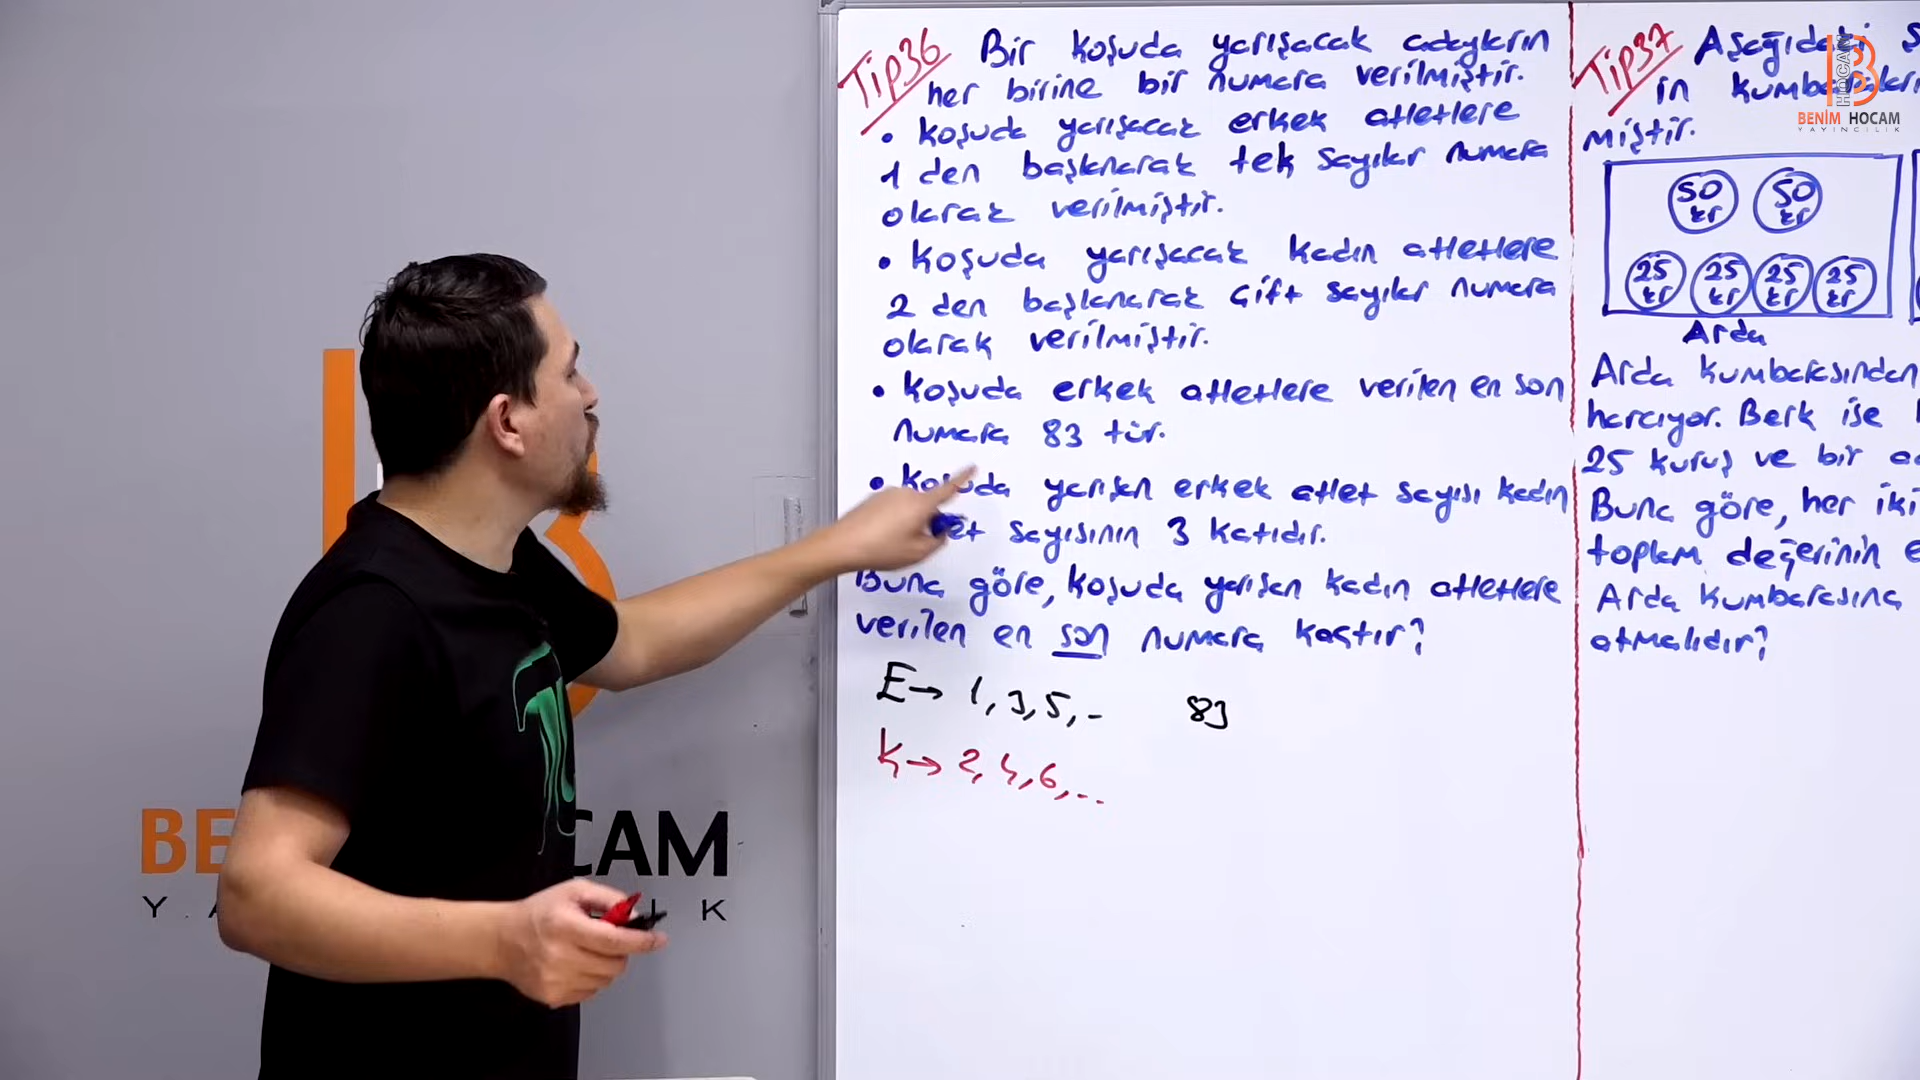 Tip36 Bir koşuda yarışacak adayların
her birine bir numara verilmiştir.
• Koşuda yarışacak erkek atletlere
1 den başlanarak tek sayılar numara
olarak verilmiştir.
• Koşuda yarışacak kadın atletlere
2 den başlanarak çift sayılar numara
olarak verilmiştir.
• Koşuda erkek atletlere verilen en son
numara 83 tür.
• Koşuda yarışan erkek atlet sayısı kadın
et sayısının 3 katıdır.
Buna göre, koşuda yarışan kadın atletlere
verilen en son numara kaçtır?
E→ 1, 3, 5, .. 83
K→ 2, 4, 6, ...
Tip37 Aşağıdaki Ş
in kumbaraları
miştir.
50 kr 50 kr
25 kr 25 kr 25 kr 25 kr
Arda
Arda kumbarasından
harcıyor. Berk ise
25 kuruş ve bir
Buna göre, her iki
toplam değerinin e
Arda kumbarasına
atmalıdır?
B HOCAM
BENİM HOCAM
YAYINCILIK
BE CAM
Y A L I K